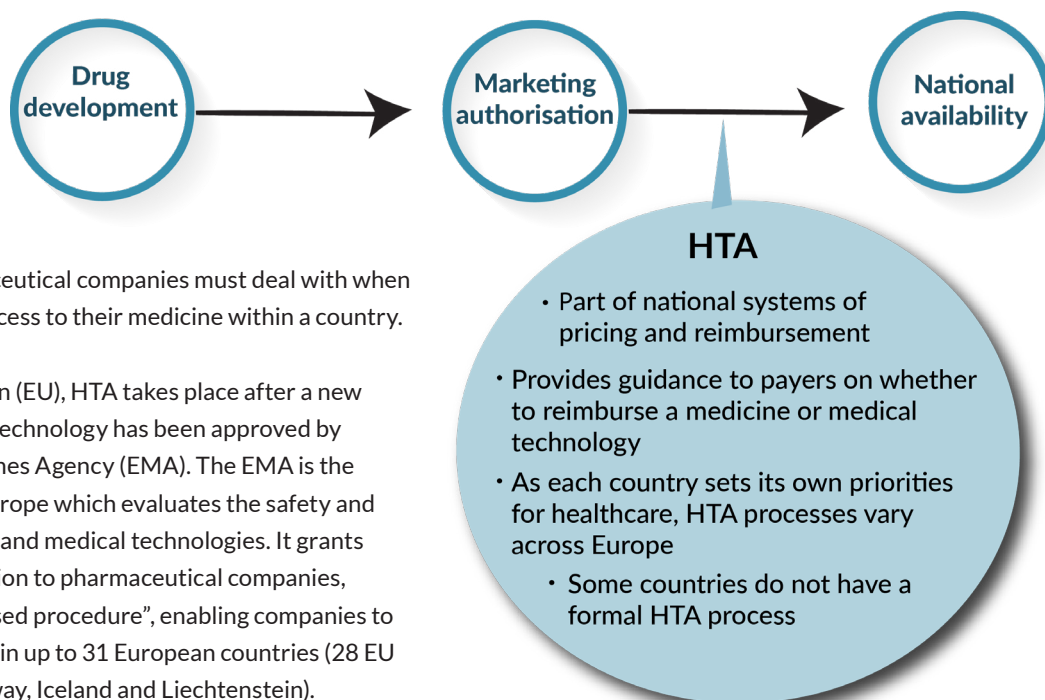 Drug
development
Marketing
authorisation
National
availability
HTA
• Part of national systems of
pricing and reimbursement
• Provides guidance to payers on whether
to reimburse a medicine or medical
technology
• As each country sets its own priorities
for healthcare, HTA processes vary
across Europe
• Some countries do not have a
formal HTA process
ceutical companies must deal with when
cess to their medicine within a country.
n (EU), HTA takes place after a new
technology has been approved by
nes Agency (EMA). The EMA is the
rope which evaluates the safety and
and medical technologies. It grants
ion to pharmaceutical companies,
sed procedure”, enabling companies to
in up to 31 European countries (28 EU
way, Iceland and Liechtenstein).